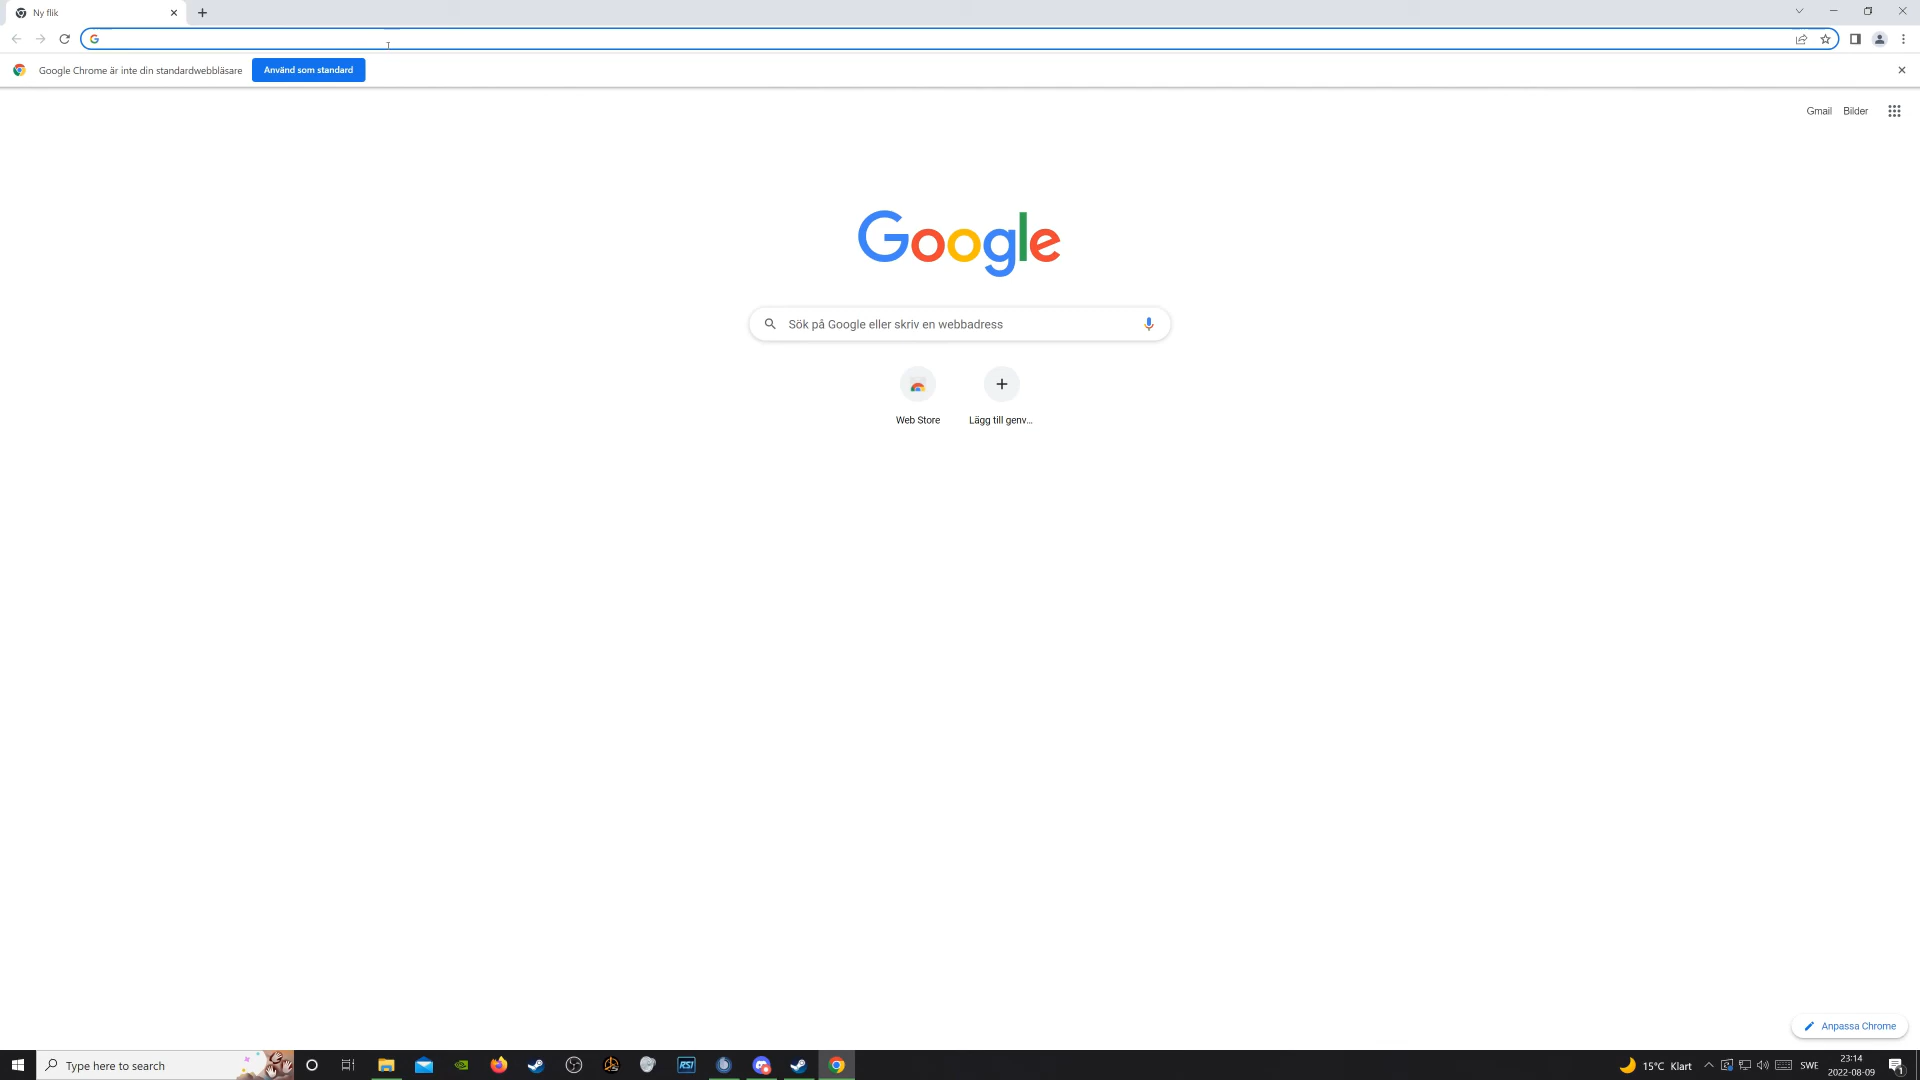 Ny flik
Google Chrome är inte din standardwebbläsare
Använd som standard
Gmail
Bilder
Google
Sök på Google eller skriv en webbadress
Web Store
Lägg till genv...
Anpassa Chrome
Type here to search
RSI
15°C Klart
SWE
23:14
2022-08-09
1